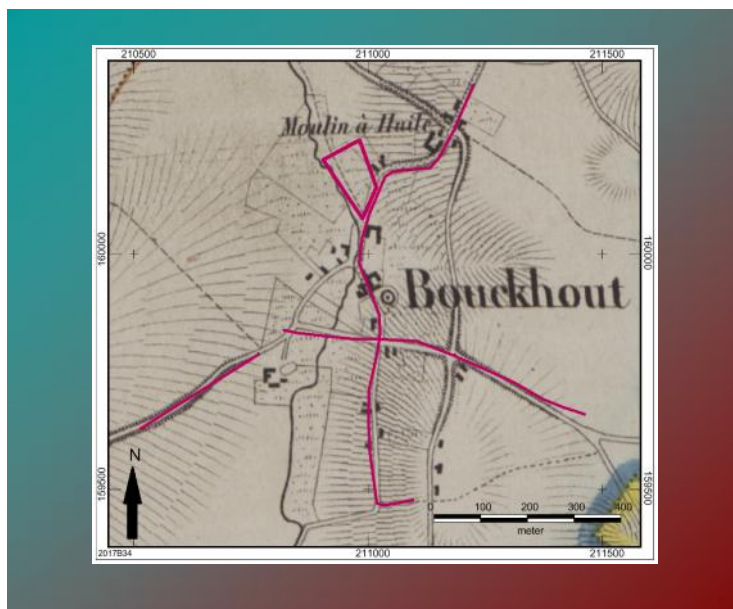 210500 211000 211500
Moulin à Huile
160000 160000
Bouckhout
N
159500 159500
0 100 200 300 400
meter
2017B34
211000 211500